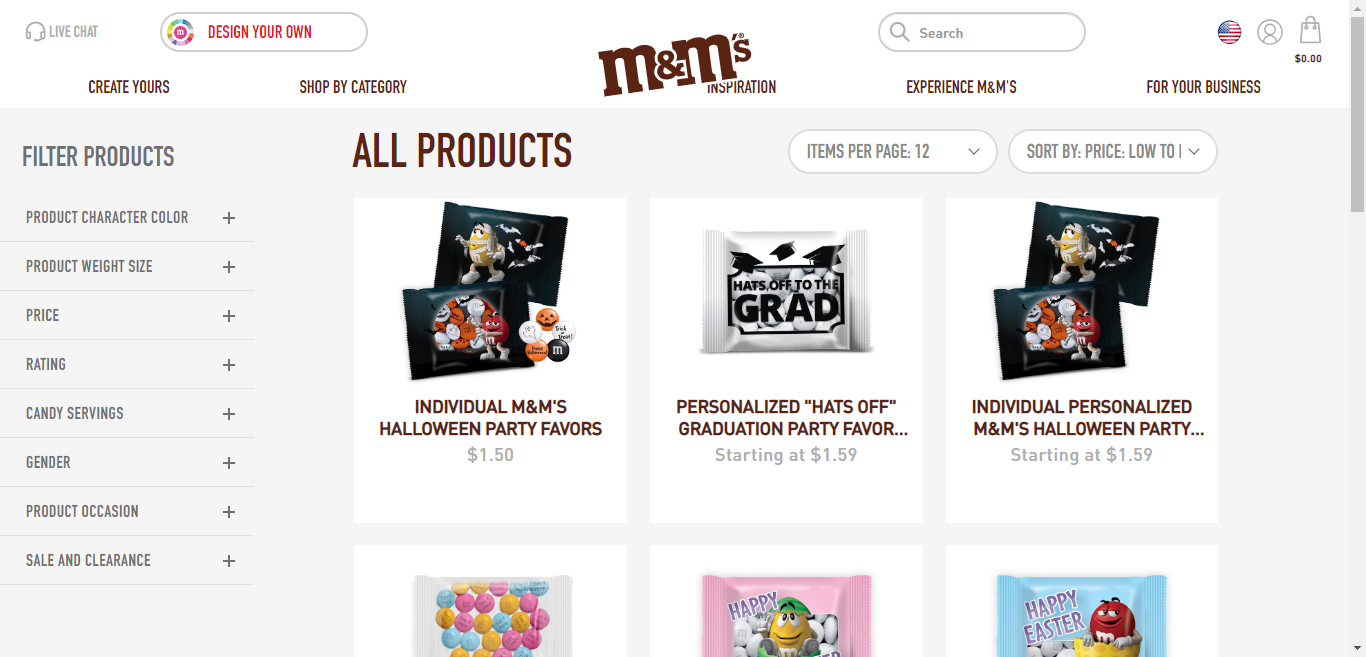 LIVE CHAT
DESIGN YOUR OWN
m&m's
Search
$0.00
CREATE YOURS
SHOP BY CATEGORY
INSPIRATION
EXPERIENCE M&M'S
FOR YOUR BUSINESS
FILTER PRODUCTS
PRODUCT CHARACTER COLOR
PRODUCT WEIGHT SIZE
PRICE
RATING
CANDY SERVINGS
GENDER
PRODUCT OCCASION
SALE AND CLEARANCE
ALL PRODUCTS
ITEMS PER PAGE: 12
SORT BY: PRICE: LOW TO
HATS OFF TO THE
GRAD
INDIVIDUAL M&M'S
HALLOWEEN PARTY FAVORS
$1.50
PERSONALIZED "HATS OFF"
GRADUATION PARTY FAVOR...
Starting at $1.59
INDIVIDUAL PERSONALIZED
M&M'S HALLOWEEN PARTY...
Starting at $1.59
HAPPY
HAPPY
EASTER